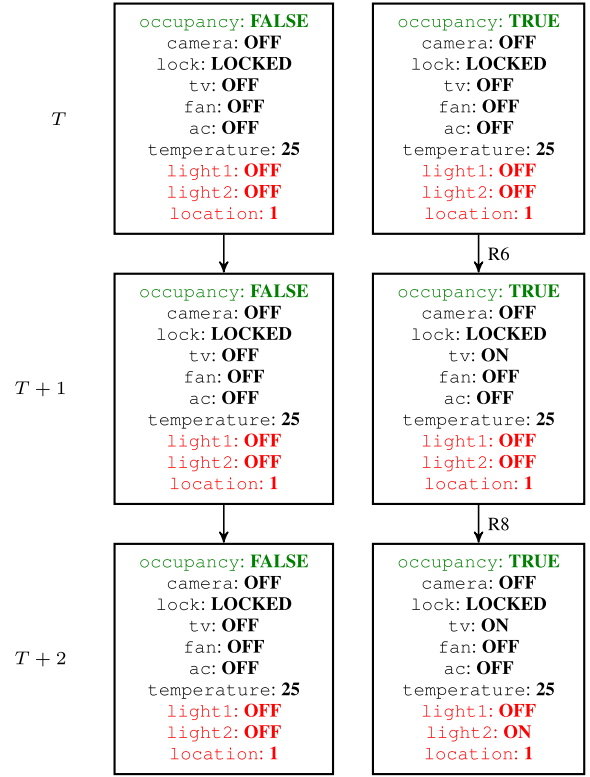 T
occupancy: FALSE
camera: OFF
lock: LOCKED
tv: OFF
fan: OFF
ac: OFF
temperature: 25
light1: OFF
light2: OFF
location: 1
occupancy: TRUE
camera: OFF
lock: LOCKED
tv: OFF
fan: OFF
ac: OFF
temperature: 25
light1: OFF
light2: OFF
location: 1
R6
T + 1
occupancy: FALSE
camera: OFF
lock: LOCKED
tv: OFF
fan: OFF
ac: OFF
temperature: 25
light1: OFF
light2: OFF
location: 1
occupancy: TRUE
camera: OFF
lock: LOCKED
tv: ON
fan: OFF
ac: OFF
temperature: 25
light1: OFF
light2: OFF
location: 1
R8
T + 2
occupancy: FALSE
camera: OFF
lock: LOCKED
tv: OFF
fan: OFF
ac: OFF
temperature: 25
light1: OFF
light2: OFF
location: 1
occupancy: TRUE
camera: OFF
lock: LOCKED
tv: ON
fan: OFF
ac: OFF
temperature: 25
light1: OFF
light2: ON
location: 1